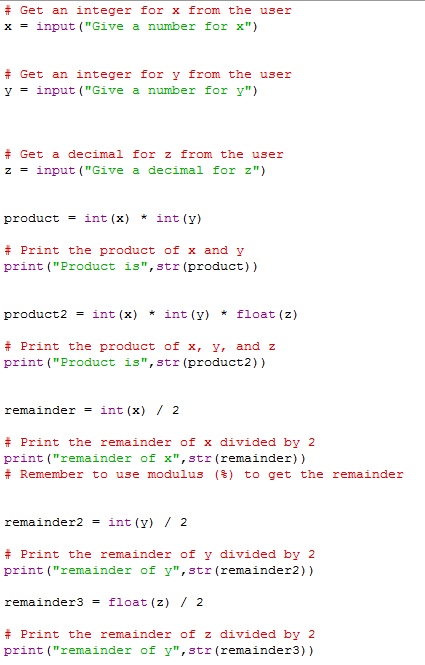 # Get an integer for x from the user
x = input("Give a number for x")
# Get an integer for y from the user
y = input("Give a number for y")
# Get a decimal for z from the user
z = input("Give a decimal for z")
product = int(x) * int(y)
# Print the product of x and y
print("Product is",str(product))
product2 = int(x) * int(y) * float(z)
# Print the product of x, y, and z
print("Product is",str(product2))
remainder = int(x) / 2
# Print the remainder of x divided by 2
print("remainder of x",str(remainder))
# Remember to use modulus (%) to get the remainder
remainder2 = int(y) / 2
# Print the remainder of y divided by 2
print("remainder of y",str(remainder2))
remainder3 = float(z) / 2
# Print the remainder of z divided by 2
print("remainder of y",str(remainder3))